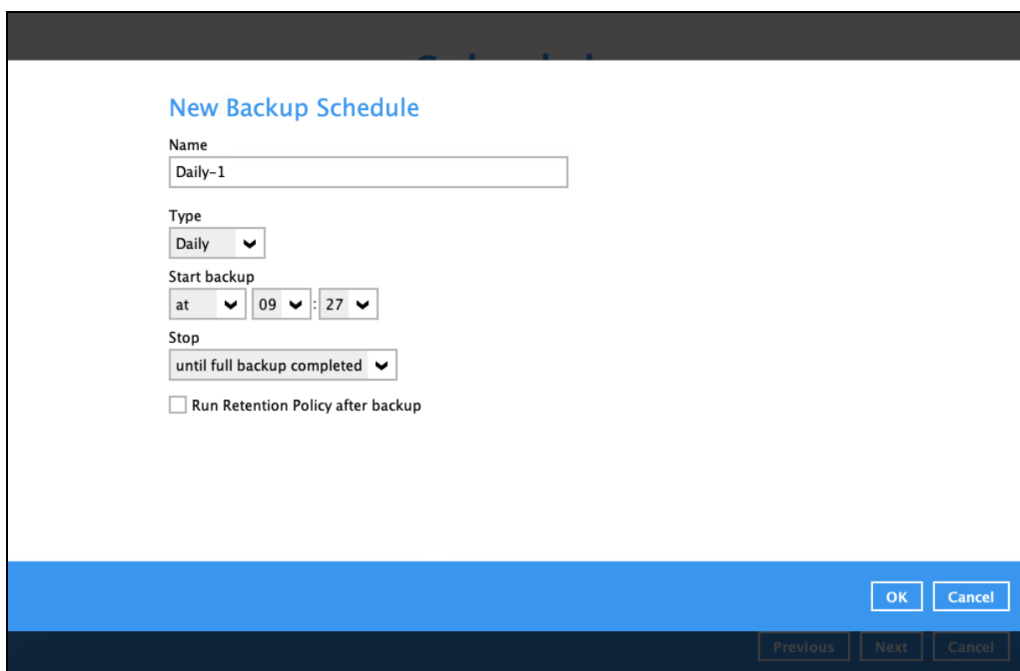 New Backup Schedule
Name
Daily-1
Type
Daily
Start backup
at 09 : 27
Stop
until full backup completed
Run Retention Policy after backup
OK Cancel
Previous Next Cancel